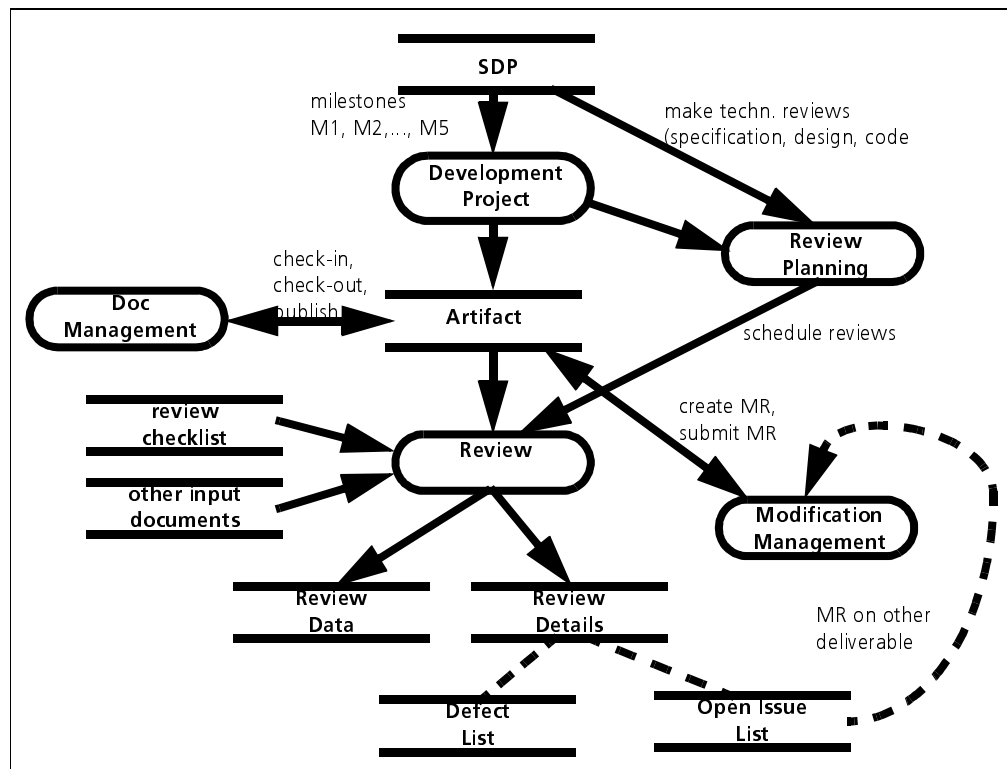 SDP
milestones
M1, M2,..., M5
make techn. reviews
(specification, design, code
Development
Project
Review
Planning
check-in,
check-out,
publish
Doc
Management
Artifact
schedule reviews
review
checklist
create MR,
submit MR
Review
other input
documents
Modification
Management
Review
Data
Review
Details
MR on other
deliverable
Defect
List
Open Issue
List